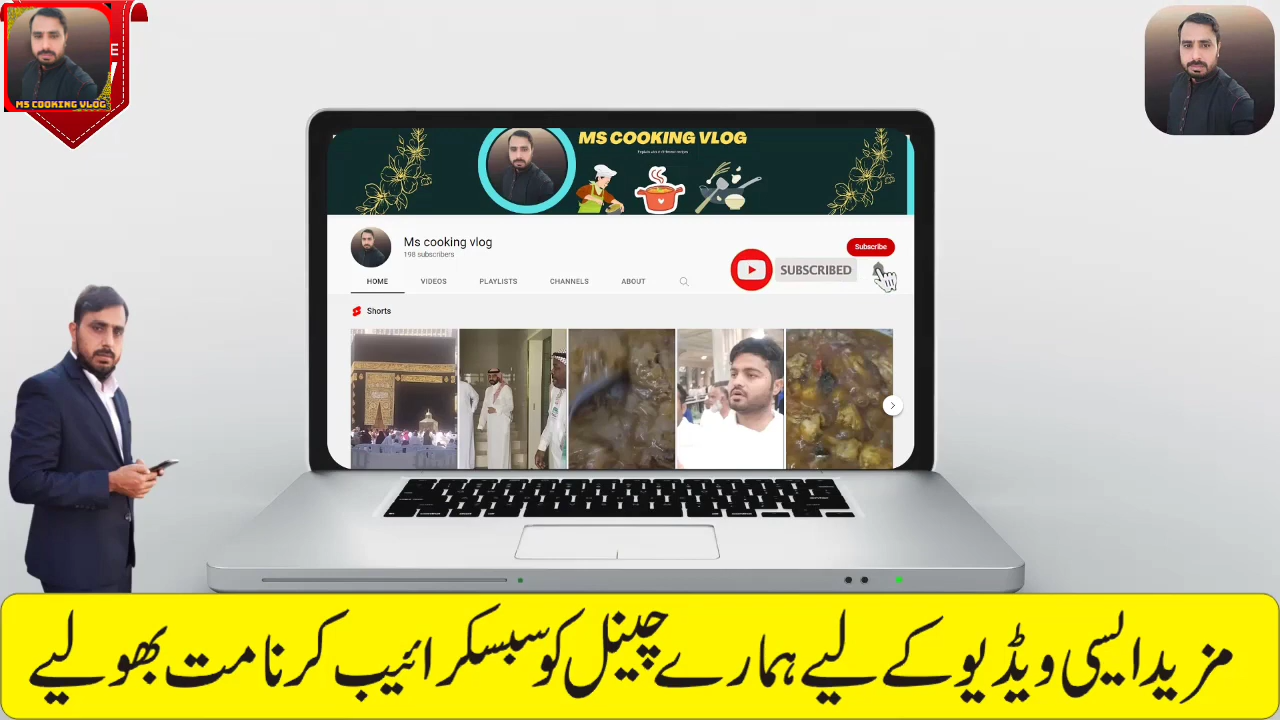 E
MS COOKING VLOG
MS COOKING VLOG
Ms cooking vlog
198 subscribers
Subscribe
SUBSCRIBED
HOME VIDEOS PLAYLISTS CHANNELS ABOUT
Shorts
مزید ایسی ویڈیو کے لیے ہمارے چینل کو سبسکرائیب کرنا مت بھولیے